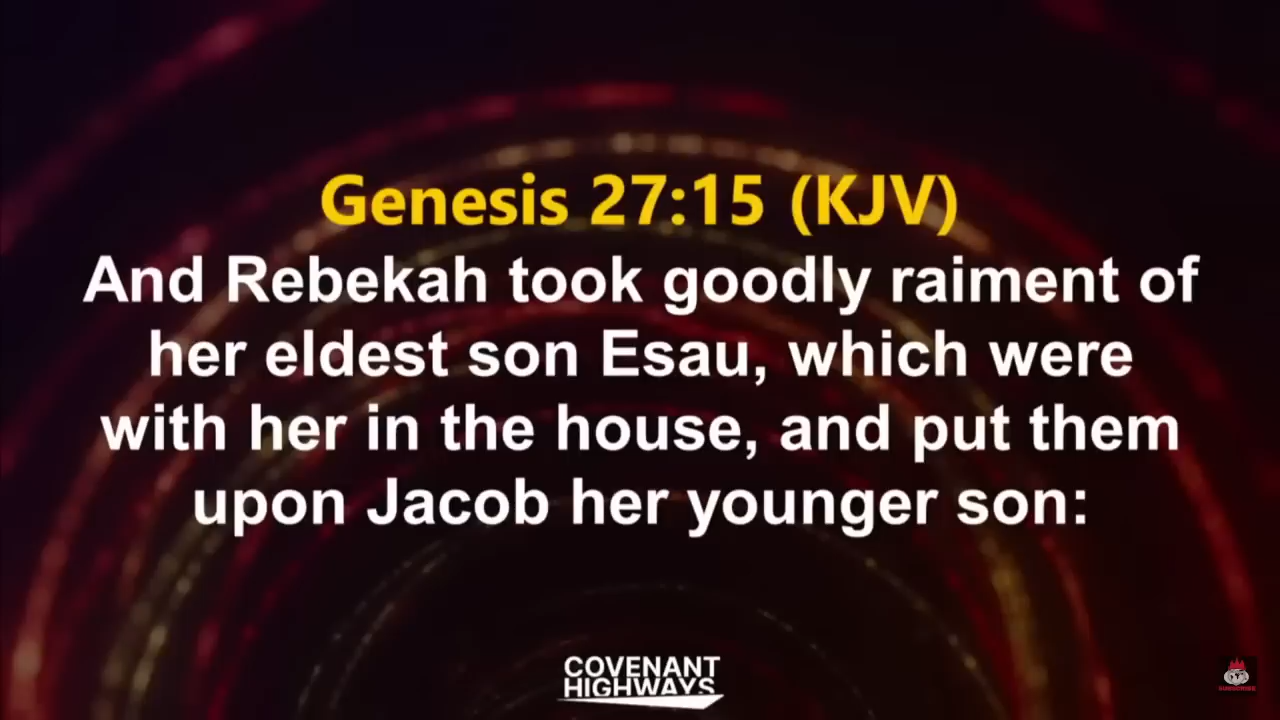 Genesis 27:15 (KJV)
And Rebekah took goodly raiment of
her eldest son Esau, which were
with her in the house, and put them
upon Jacob her younger son:
COVENANT
HIGHWAYS
SUBSCRIBE